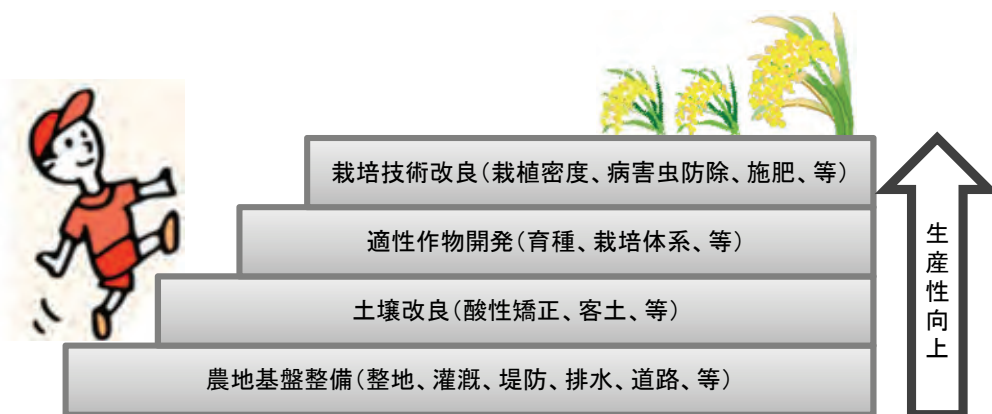 栽培技術改良(栽植密度、病害虫防除、施肥、等)
適性作物開発(育種、栽培体系、等)
土壌改良(酸性矯正、客土、等)
農地基盤整備(整地、灌漑、堤防、排水、道路、等)
生産性向上